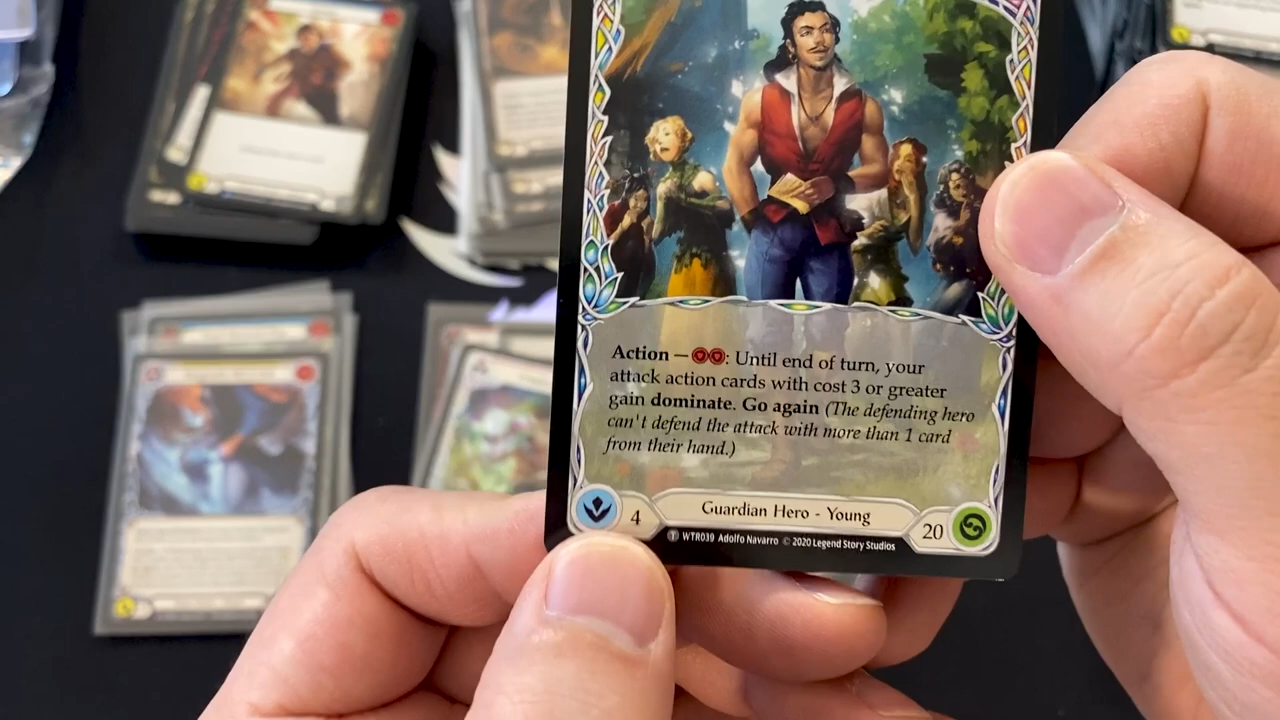 Action — : Until end of turn, your
attack action cards with cost 3 or greater
gain dominate. Go again (The defending hero
can't defend the attack with more than 1 card
from their hand.)
4
Guardian Hero - Young
20
T WTR039 Adolfo Navarro © 2020 Legend Story Studios